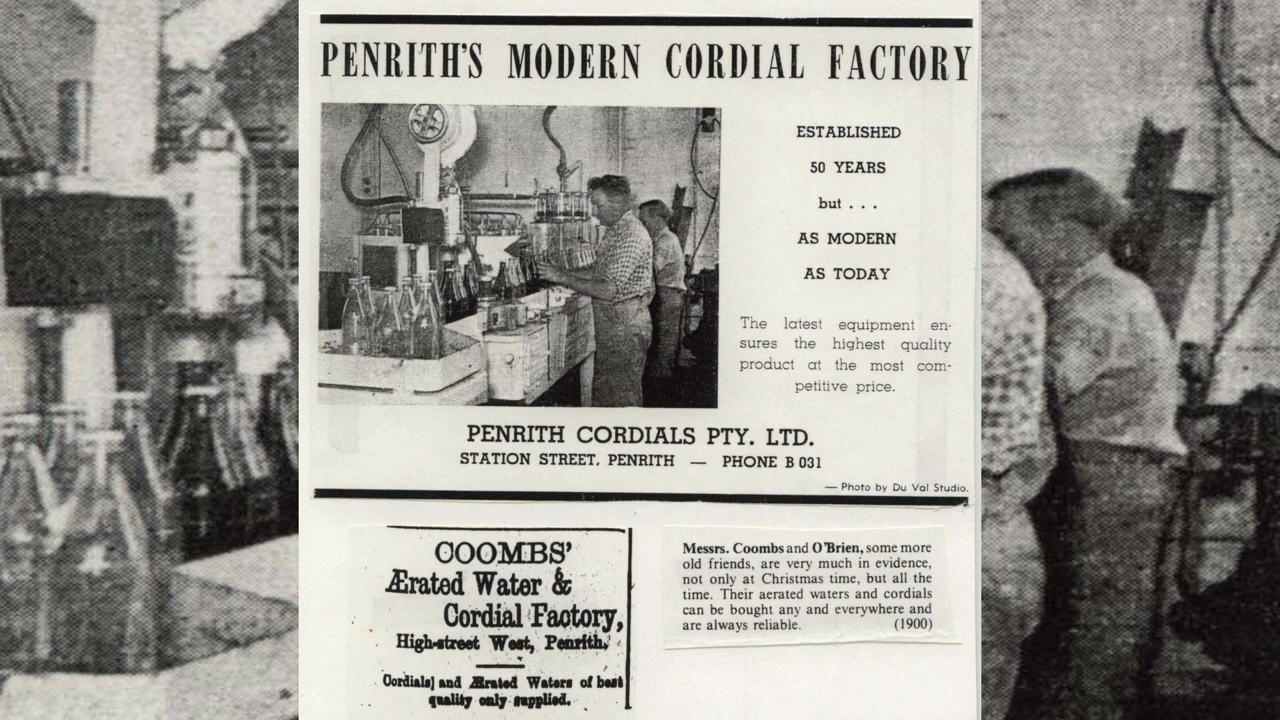 PENRITH'S MODERN CORDIAL FACTORY
ESTABLISHED
50 YEARS
but . . .
AS MODERN
AS TODAY
The latest equipment en-
sures the highest quality
product at the most com-
petitive price.
PENRITH CORDIALS PTY. LTD.
STATION STREET, PENRITH — PHONE B 031
— Photo by Du Val Studio.
COOMBS'
Ærated Water &
Cordial Factory,
High-street West, Penrith.
Cordials] and Ærated Waters of best
quality only supplied.
Messrs. Coombs and O'Brien, some more
old friends, are very much in evidence,
not only at Christmas time, but all the
time. Their aerated waters and cordials
can be bought any and everywhere and
are always reliable. (1900)